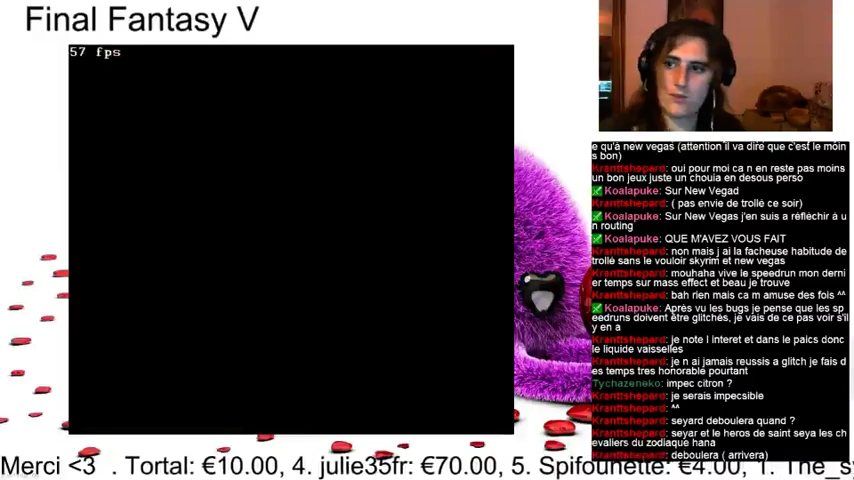 Final Fantasy V
57 fps
e qu'à new vegas (attention il va dire que c'est le moin
s bon)
Kranttshepard: oui pour moi ca n en reste pas moins
un bon jeux juste un chouia en desous perso
Koalapuke: Sur New Vegad
Kranttshepard: ( pas envie de trollé ce soir)
Koalapuke: Sur New Vegas j'en suis a réfléchir à u
n routing
Koalapuke: QUE M'AVEZ VOUS FAIT
Kranttshepard: non mais j ai la facheuse habitude de
trollé sans le vouloir skyrim et new vegas
Kranttshepard: mouhaha vive le speedrun mon derni
er temps sur mass effect et beau je trouve
Kranttshepard: bah rien mais ca m amuse des fois ^^
Koalapuke: Après vu les bugs je pense que les sp
eedruns doivent être glitchés, je vais de ce pas voir s'il
y en a
Kranttshepard: je note l interet et dans le paics donc
le liquide vaisselles
Kranttshepard: je n ai jamais reussis a glitch je fais d
es temps tres honorable pourtant
Tychazeneko: impec citron ?
Kranttshepard: je serais impecsible
Kranttshepard: ^^
Kranttshepard: seyard deboulera quand ?
Kranttshepard: seyar et le heros de saint seya les ch
evaliers du zodiaque hana
Kranttshepard: deboulera ( arrivera)
Merci <3 . Tortal: €10.00, 4. julie35fr: €70.00, 5. Spifounette: €4.00, 1. The_s